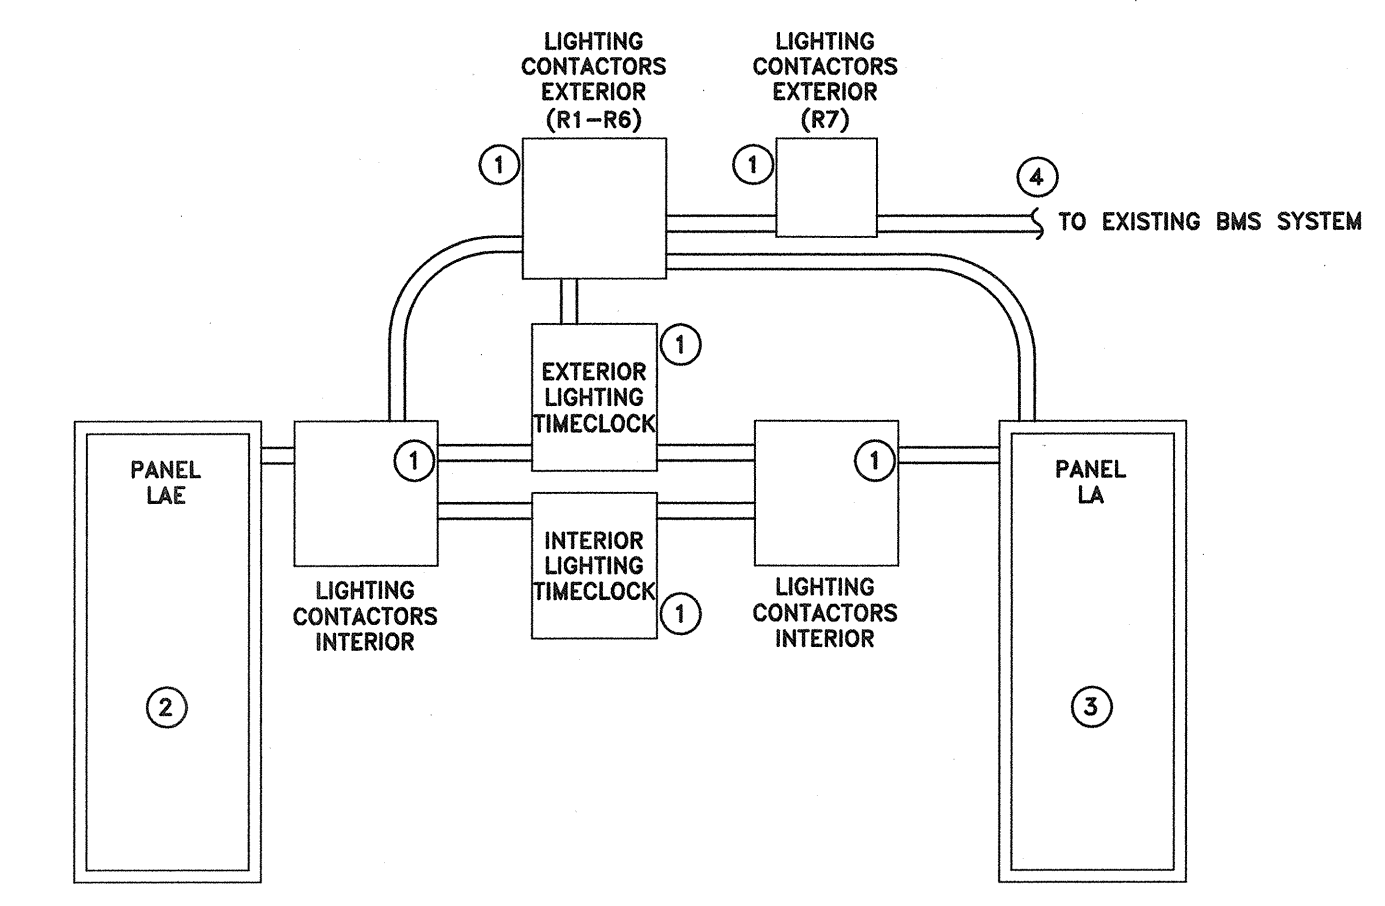 LIGHTING
CONTACTORS
EXTERIOR
(R1-R6)
LIGHTING
CONTACTORS
EXTERIOR
(R7)
1
1
4
TO EXISTING BMS SYSTEM
1
EXTERIOR
LIGHTING
TIMECLOCK
PANEL
LAE
1
1
PANEL
LA
INTERIOR
LIGHTING
TIMECLOCK
1
LIGHTING
CONTACTORS
INTERIOR
LIGHTING
CONTACTORS
INTERIOR
2
3